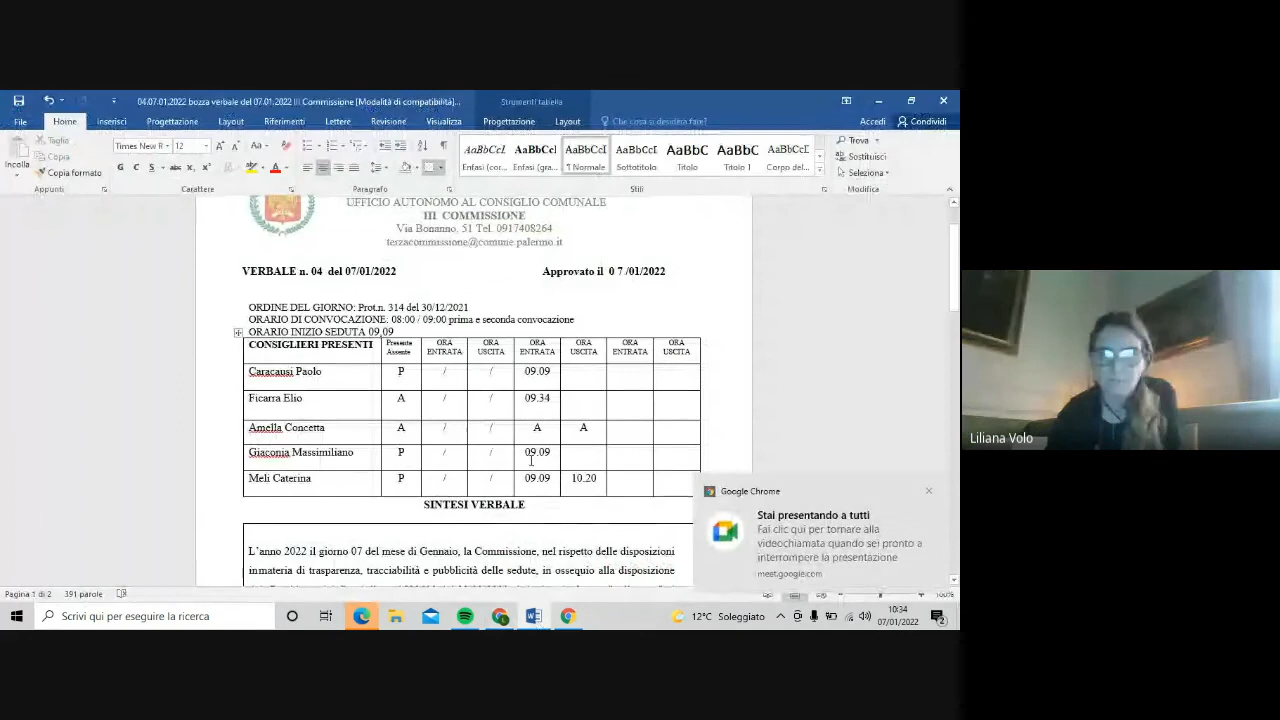 04.07.01.2022 bozza verbale del 07.01.2022 III Commissione [Modalità di compatibilità]...
Strumenti tabella
File Home Inserisci Progettazione Layout Riferimenti Lettere Revisione Visualizza Progettazione Layout Che cosa si desidera fare? Accedi Condividi
Incolla
Taglia
Copia
Copia formato
Appunti
Times New R 12
G C S abc
Carattere
Paragrafo
AaBbCcI AaBbCcl AaBbCcI AaBbCcI AaBbC AaBbC AaBbCcI
Enfasi (cor... Enfasi (gra... ¶ Normale Sottotitolo Titolo Titolo 1 Corpo del...
Stili
Trova
Sostituisci
Seleziona
Modifica
UFFICIO AUTONOMO AL CONSIGLIO COMUNALE
III COMMISSIONE
Via Bonanno, 51 Tel. 0917408264
terzacommissione@comune.palermo.it
VERBALE n. 04 del 07/01/2022 Approvato il 0 7 /01/2022
ORDINE DEL GIORNO: Prot.n. 314 del 30/12/2021
ORARIO DI CONVOCAZIONE: 08:00 / 09:00 prima e seconda convocazione
ORARIO INIZIO SEDUTA 09,09
CONSIGLIERI PRESENTI Presente Assente ORA ENTRATA ORA USCITA ORA ENTRATA ORA USCITA ORA ENTRATA ORA USCITA
Caracausi Paolo P / / 09.09
Ficarra Elio A / / 09.34
Amella Concetta A / / A A
Giaconia Massimiliano P / / 09.09
Meli Caterina P / / 09.09 10.20
SINTESI VERBALE
L'anno 2022 il giorno 07 del mese di Gennaio, la Commissione, nel rispetto delle disposizioni
inmateria di trasparenza, tracciabilità e pubblicità delle sedute, in ossequio alla disposizione
Google Chrome
Stai presentando a tutti
Fai clic qui per tornare alla
videochiamata quando sei pronto a
interrompere la presentazione
meet.google.com
Pagina 1 di 2 391 parole
100%
Scrivi qui per eseguire la ricerca
12°C Soleggiato
10:34
07/01/2022
2
Liliana Volo